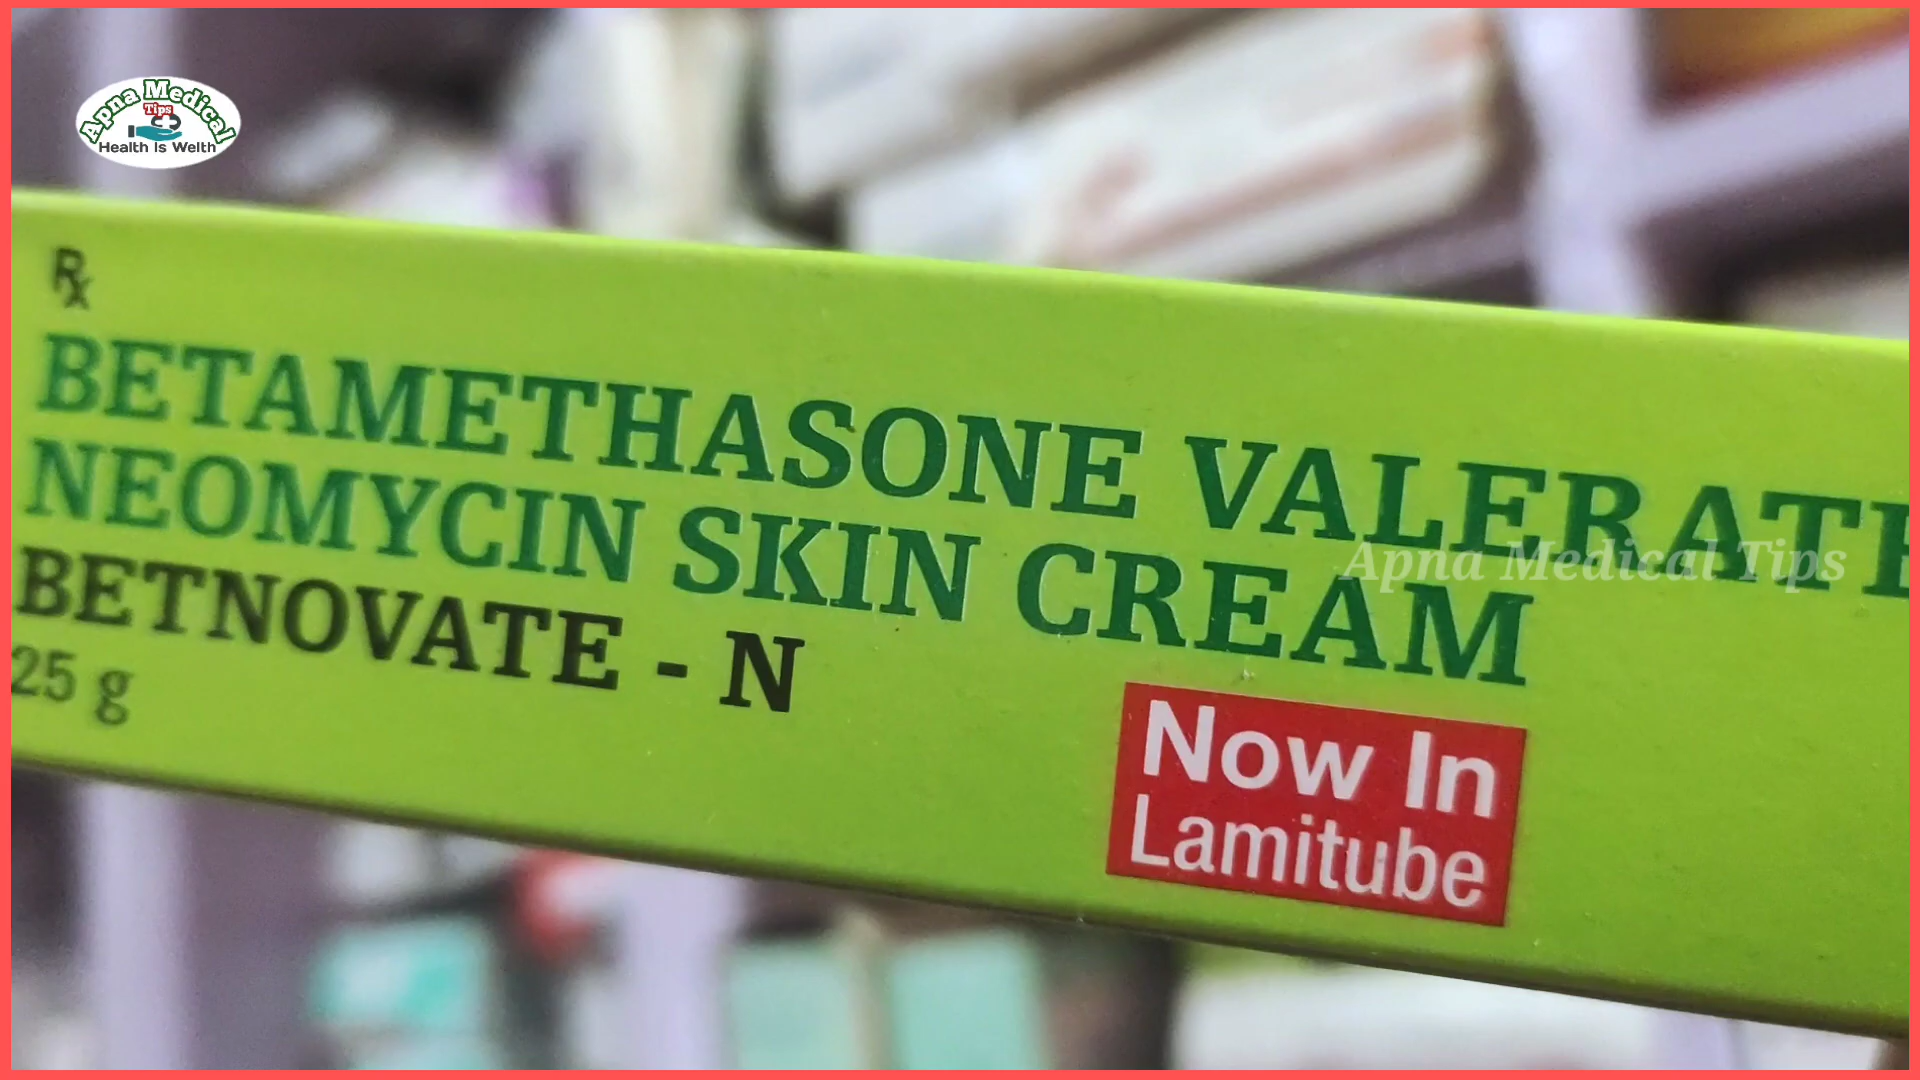 Apna Medical
Tips
Health Is Welth
Rx
BETAMETHASONE VALERATE
NEOMYCIN SKIN CREAM
Apna Medical Tips
BETNOVATE - N
25 g
Now In
Lamitube